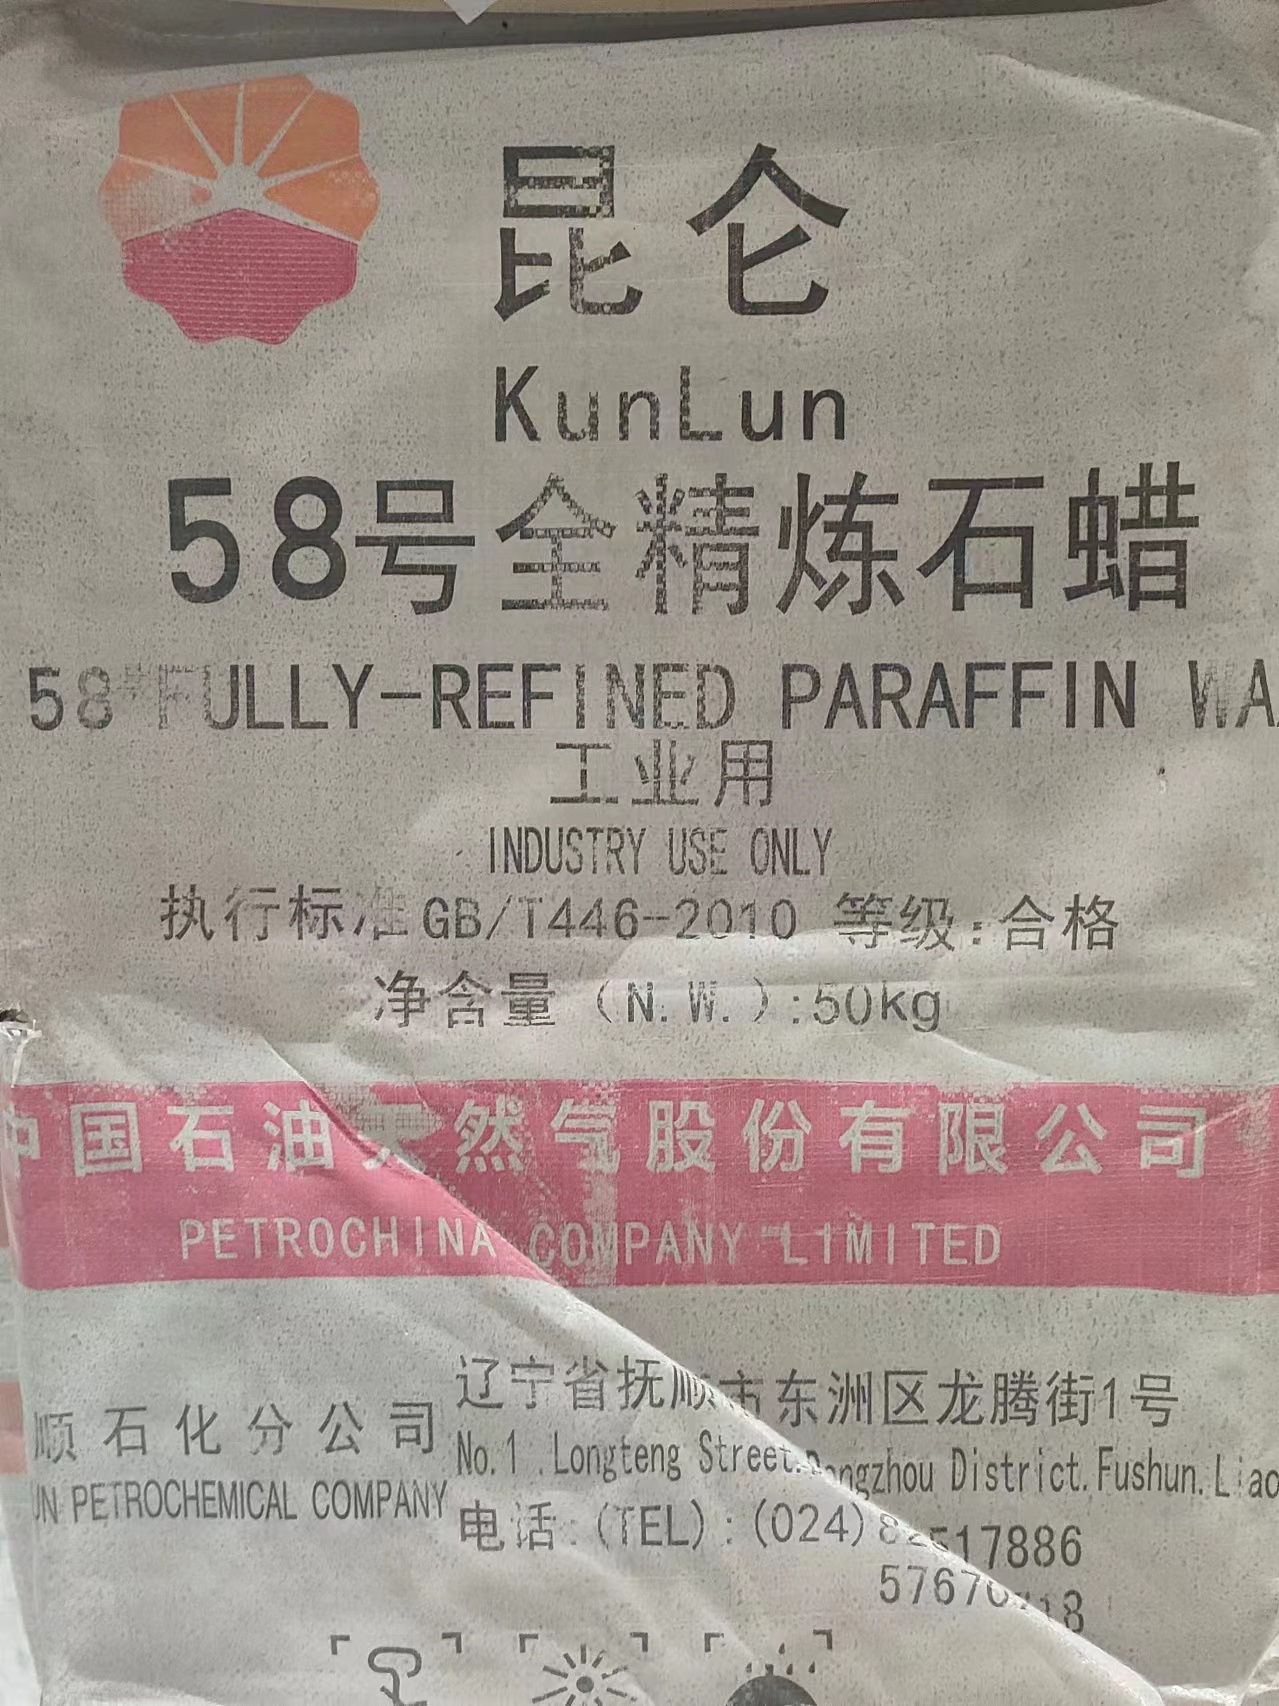 昆仑
KunLun
58号全精炼石蜡
58# FULLY-REFINED PARAFFIN WA
工业用
INDUSTRY USE ONLY
执行标准GB/T446-2010 等级:合格
净含量（N.W.）:50kg
中国石油天然气股份有限公司
PETROCHINA COMPANY LIMITED
顺石化分公司
UN PETROCHEMICAL COMPANY
辽宁省抚顺市东洲区龙腾街1号
No.1.Longteng Street. District.Fushun.Liao
电话:(TEL):(024)